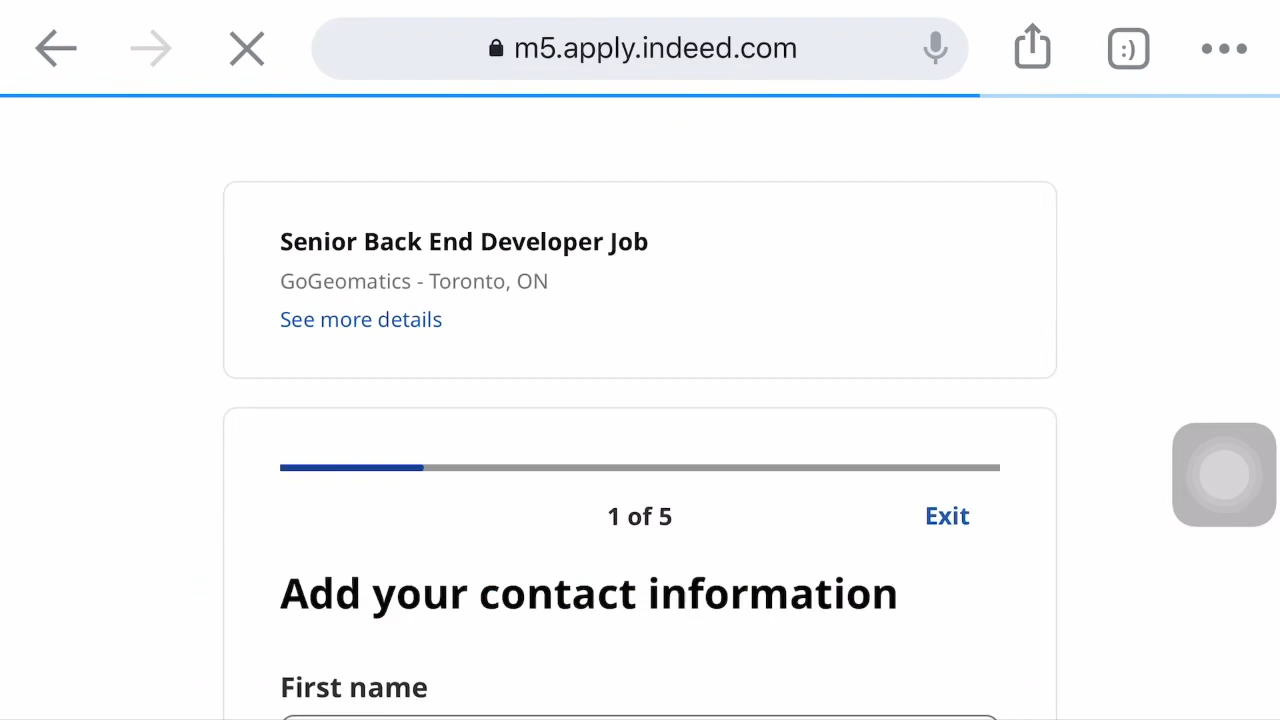 m5.apply.indeed.com
:)
Senior Back End Developer Job
GoGeomatics - Toronto, ON
See more details
1 of 5
Exit
Add your contact information
First name